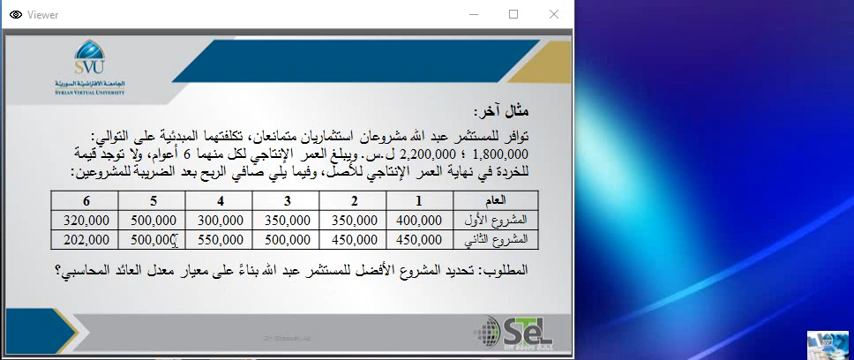 Viewer
SVU
الجامعة الافتراضية السورية
SYRIAN VIRTUAL UNIVERSITY
مثال آخر:
توافر للمستثمر عبد الله مشروعان استثماريان متمانعان، تكلفتهما المبدئية على التوالي:
1,800,000 ؛ 2,200,000 ل.س. ويبلغ العمر الإنتاجي لكل منهما 6 أعوام، ولا توجد قيمة
للخردة في نهاية العمر الإنتاجي للأصل، وفيما يلي صافي الربح بعد الضريبة للمشروعين:
العام 1 2 3 4 5 6
المشروع الأول 400,000 350,000 350,000 300,000 500,000 320,000
المشروع الثاني 450,000 450,000 500,000 550,000 500,000 202,000
المطلوب: تحديد المشروع الأفضل للمستثمر عبد الله بناءً على معيار معدل العائد المحاسبي؟
STeL